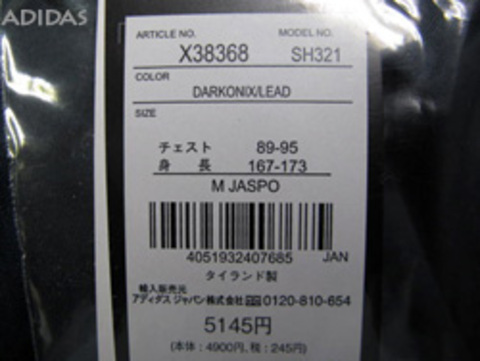 ADIDAS
ARTICLE NO. MODEL NO.
X38368 SH321
COLOR
DARKONIX/LEAD
SIZE
チェスト 89-95
身長 167-173
M JASPO
4051932407685 JAN
タイランド製
輸入販売元
アディダス ジャパン株式会社 0120-810-654
5145円
(本体:4900円、税:245円)